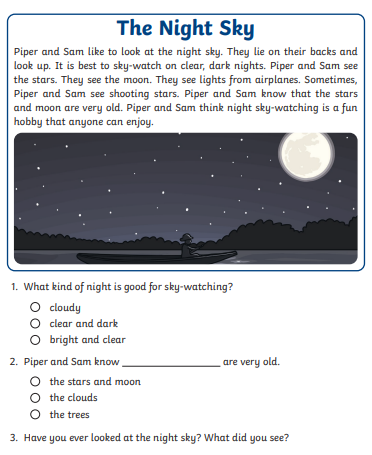 The Night Sky
Piper and Sam like to look at the night sky. They lie on their backs and
look up. It is best to sky-watch on clear, dark nights. Piper and Sam see
the stars. They see the moon. They see lights from airplanes. Sometimes,
Piper and Sam see shooting stars. Piper and Sam know that the stars
and moon are very old. Piper and Sam think night sky-watching is a fun
hobby that anyone can enjoy.
1. What kind of night is good for sky-watching?
cloudy
clear and dark
bright and clear
2. Piper and Sam know ____________________ are very old.
the stars and moon
the clouds
the trees
3. Have you ever looked at the night sky? What did you see?